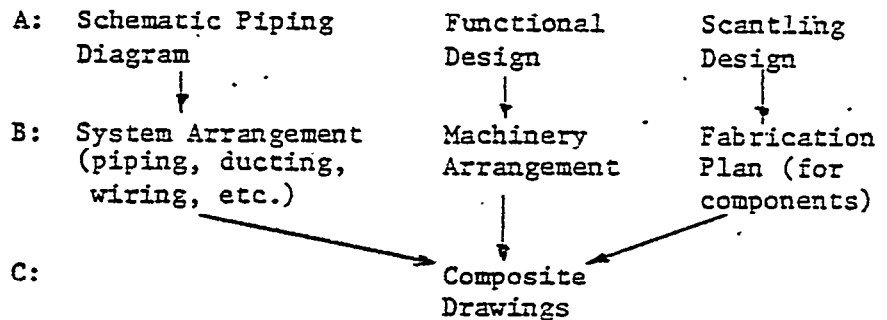 A: Schematic Piping Functional Scantling
Diagram Design Design
B: System Arrangement Machinery Fabrication
(piping, ducting, Arrangement Plan (for
wiring, etc.) components)
C: Composite
Drawings